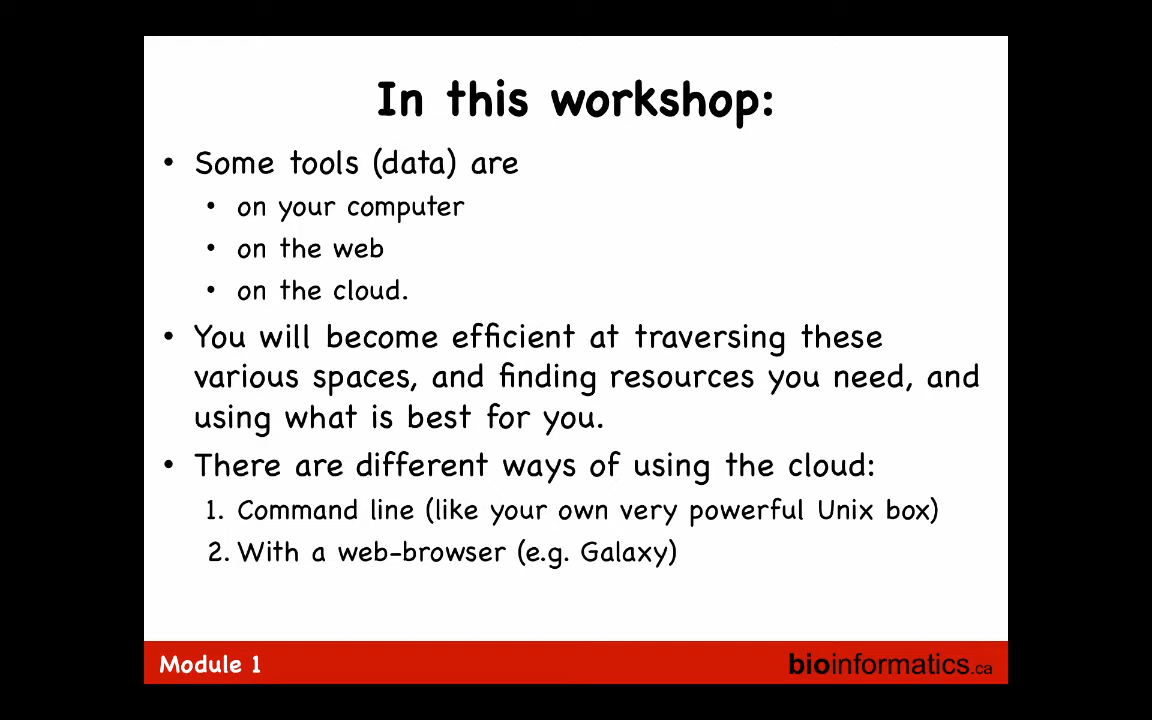 In this workshop:
• Some tools (data) are
• on your computer
• on the web
• on the cloud.
• You will become efficient at traversing these
various spaces, and finding resources you need, and
using what is best for you.
• There are different ways of using the cloud:
1. Command line (like your own very powerful Unix box)
2. With a web-browser (e.g. Galaxy)
Module 1
bioinformatics.ca